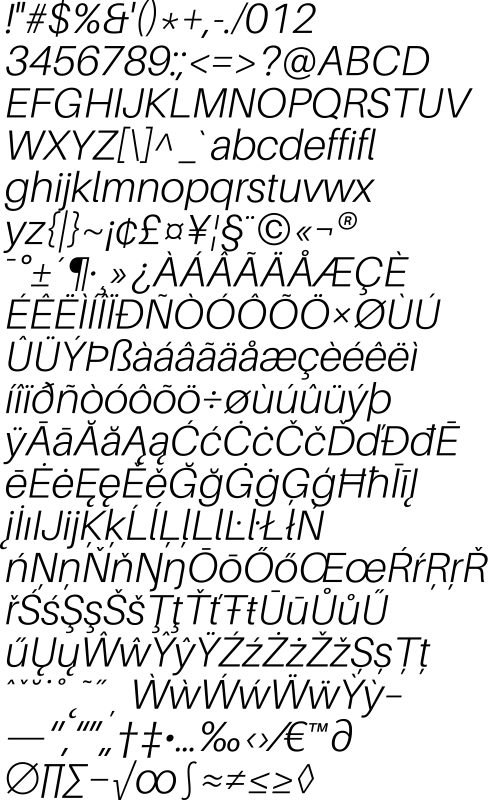 !"#$%&'()*+,-./012
3456789:;<=>?@ABCD
EFGHIJKLMNOPQRSTUV
WXYZ[\]^_`abcdeffifl
ghijklmnopqrstuvwx
yz{|}~¡¢£¤¥¦§¨©«¬®
¯°±´¶·¸»¿ÀÁÂÃÄÅÆÇÈ
ÉÊËÌÍÎÏÐÑÒÓÔÕÖ×ØÙÚ
ÛÜÝÞßàáâãäåæçèéêëì
íîïðñòóôõö÷øùúûüýþ
ÿĀāĂăĄąĆćĊċČčĎďĐđĒ
ēĖėĘęĚěĞğĠġĢģĦħĪīĮ
įİıĲĳĶķĹĺĻļĽľĿŀŁłŃ
ńŅņŇňŊŋŌōŐőŒœŔŕŖŗŘ
řŚśŞşŠšŢţŤťŦŧŪūŮůŰ
űŲųŴŵŶŷŸŹźŻżŽžȘșȚț
ˆˇ˘˙˚˛˜˝̦ẀẁẂẃẄẅỲỳ–
—“‚“”„†‡•…‰‹›⁄€™∂
∅∏∑−√∞∫≈≠≤≥◊